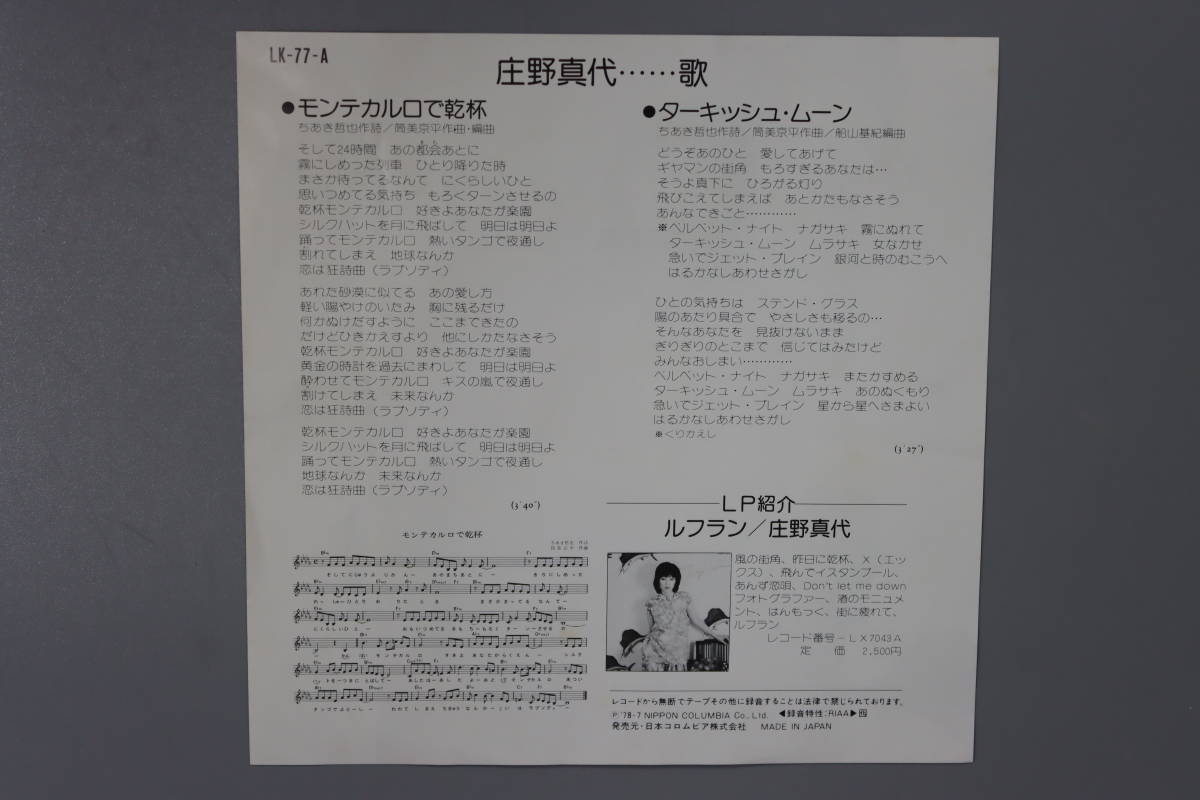 LK-77-A
庄野真代……歌
●モンテカルロで乾杯
ちあき哲也作詩／筒美京平作曲・編曲
そして24時間　あの都会あとに
霧にしめった列車　ひとり降りた時
まさか待ってるなんて　にくらしいひと
思いつめてる気持ち　もろくターンさせるの
乾杯モンテカルロ　好きよあなたが楽園
シルクハットを月に飛ばして　明日は明日よ
踊ってモンテカルロ　熱いタンゴで夜通し
割れてしまえ　地球なんか
恋は狂詩曲（ラプソディ）
あれた砂漠に似てる　あの愛し方
軽い陽やけのいたみ　胸に残るだけ
何かぬけだすように　ここまできたの
だけどひきかえすより　他にしかたなさそう
乾杯モンテカルロ　好きよあなたが楽園
黄金の時計を過去にまわして　明日は明日よ
酔わせてモンテカルロ　キスの嵐で夜通し
割けてしまえ　未来なんか
恋は狂詩曲（ラプソディ）
乾杯モンテカルロ　好きよあなたが楽園
シルクハットを月に飛ばして　明日は明日よ
踊ってモンテカルロ　熱いタンゴで夜通し
地球なんか　未来なんか
恋は狂詩曲（ラプソディ）
(3'40")
モンテカルロで乾杯
●ターキッシュ・ムーン
ちあき哲也作詩／筒美京平作曲／船山基紀編曲
どうぞあのひと　愛してあげて
ギヤマンの街角　もろすぎるあなたは…
そうよ真下に　ひろがる灯り
飛びこえてしまえば　あとかたもなさそう
あんなできごと…………
※ベルベット・ナイト　ナガサキ　霧にぬれて
ターキッシュ・ムーン　ムラサキ　女なかせ
急いでジェット・プレイン　銀河と時のむこうへ
はるかなしあわせさがし
ひとの気持ちは　ステンド・グラス
陽のあたり具合で　やさしさも移るの…
そんなあなたを　見抜けないまま
ぎりぎりのとこまで　信じてはみたけど
みんなおしまい…………
ベルベット・ナイト　ナガサキ　またかすめる
ターキッシュ・ムーン　ムラサキ　あのぬくもり
急いでジェット・プレイン　星から星へさまよい
はるかなしあわせさがし
※くりかえし
(3'27")
LP紹介
ルフラン／庄野真代
風の街角、昨日に乾杯、X（エッ
クス）、飛んでイスタンブール、
あんず恋唄、Don't let me down
フォトグラファー、渚のモニュメ
ント、はんもっく、街に疲れて、
ルフラン
レコード番号－LX7043A
定　価　2,500円
レコードから無断でテープその他に録音することは法律で禁じられております。
Ⓟ'78・7 NIPPON COLUMBIA Co., Ltd. ◀録音特性:RIAA▶四
発売元・日本コロムビア株式会社　MADE IN JAPAN